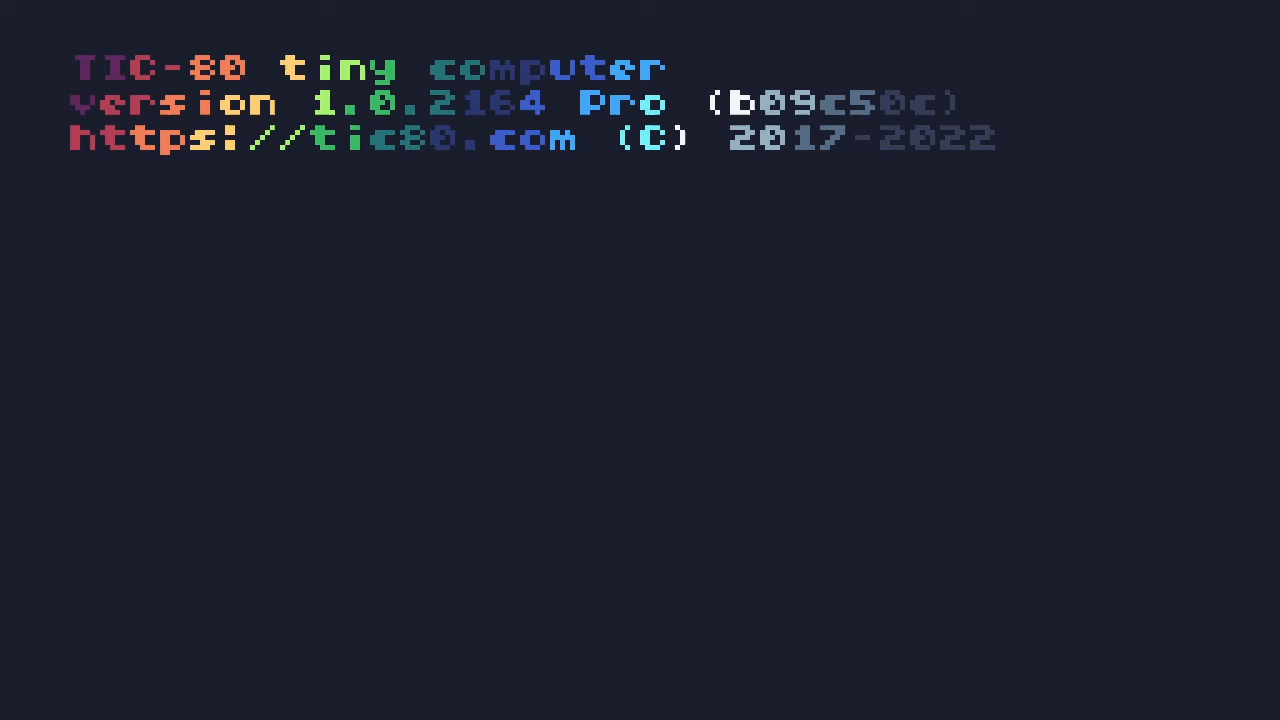 TIC-80 tiny computer
version 1.0.2164 Pro (b09c50c)
https://tic80.com (C) 2017-2022